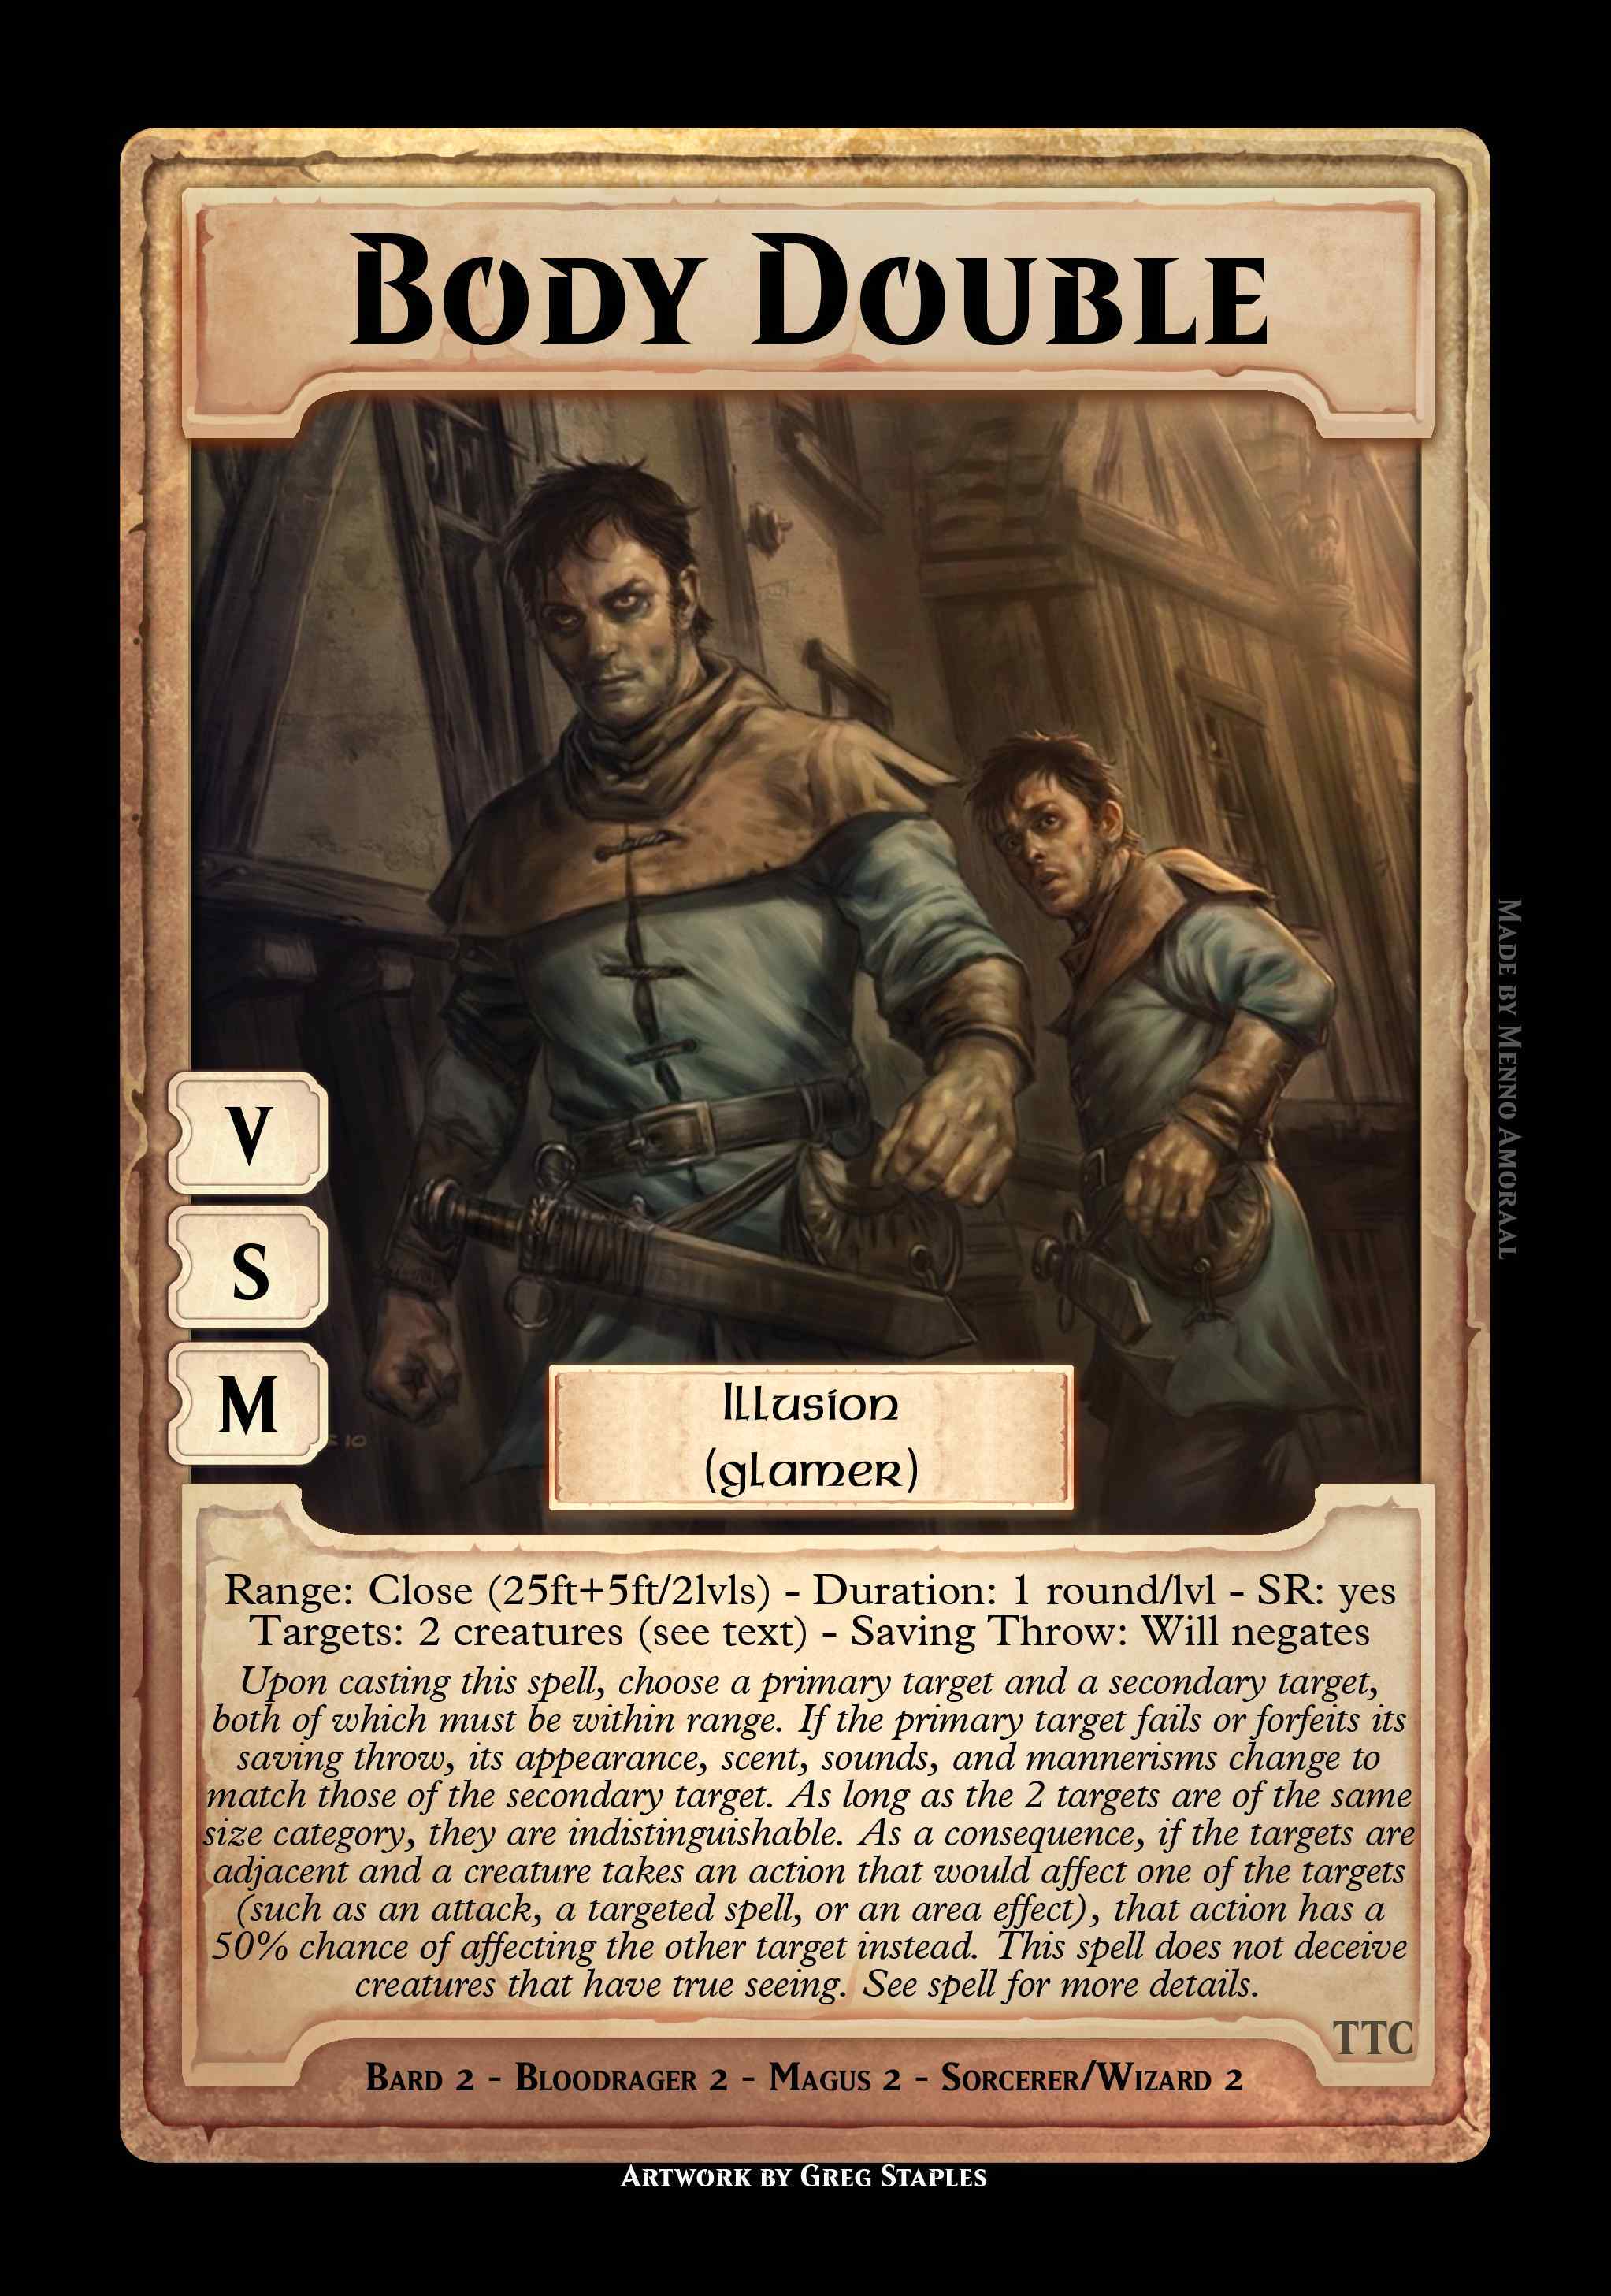 Body Double
V
S
M
Illusion
(glamer)
Range: Close (25ft+5ft/2lvls) - Duration: 1 round/lvl - SR: yes
Targets: 2 creatures (see text) - Saving Throw: Will negates
Upon casting this spell, choose a primary target and a secondary target,
both of which must be within range. If the primary target fails or forfeits its
saving throw, its appearance, scent, sounds, and mannerisms change to
match those of the secondary target. As long as the 2 targets are of the same
size category, they are indistinguishable. As a consequence, if the targets are
adjacent and a creature takes an action that would affect one of the targets
(such as an attack, a targeted spell, or an area effect), that action has a
50% chance of affecting the other target instead. This spell does not deceive
creatures that have true seeing. See spell for more details.
TTC
Bard 2 - Bloodrager 2 - Magus 2 - Sorcerer/Wizard 2
Artwork by Greg Staples
Made by Menno Amoraal